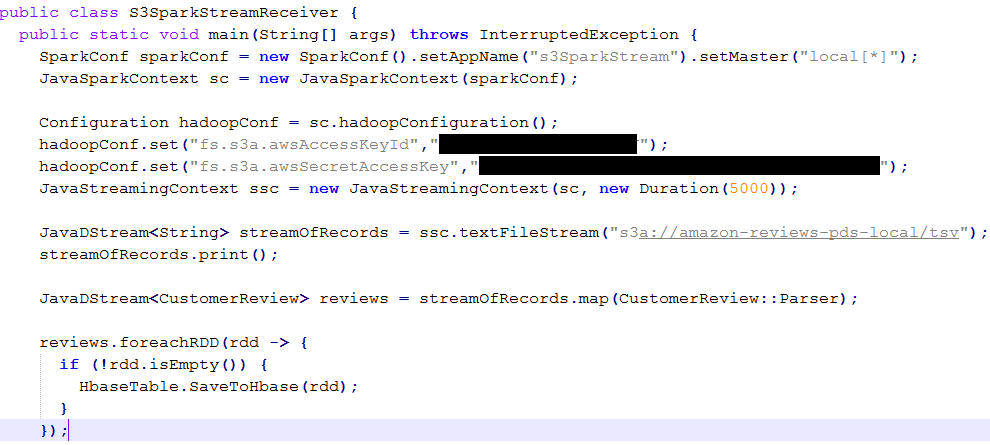 public class S3SparkStreamReceiver {
  public static void main(String[] args) throws InterruptedException {
    SparkConf sparkConf = new SparkConf().setAppName("s3SparkStream").setMaster("local[*]");
    JavaSparkContext sc = new JavaSparkContext(sparkConf);

    Configuration hadoopConf = sc.hadoopConfiguration();
    hadoopConf.set("fs.s3a.awsAccessKeyId","");
    hadoopConf.set("fs.s3a.awsSecretAccessKey","");
    JavaStreamingContext ssc = new JavaStreamingContext(sc, new Duration(5000));

    JavaDStream<String> streamOfRecords = ssc.textFileStream("s3a://amazon-reviews-pds-local/tsv");
    streamOfRecords.print();

    JavaDStream<CustomerReview> reviews = streamOfRecords.map(CustomerReview::Parser);

    reviews.foreachRDD(rdd -> {
      if (!rdd.isEmpty()) {
        HbaseTable.SaveToHbase(rdd);
      }
    });